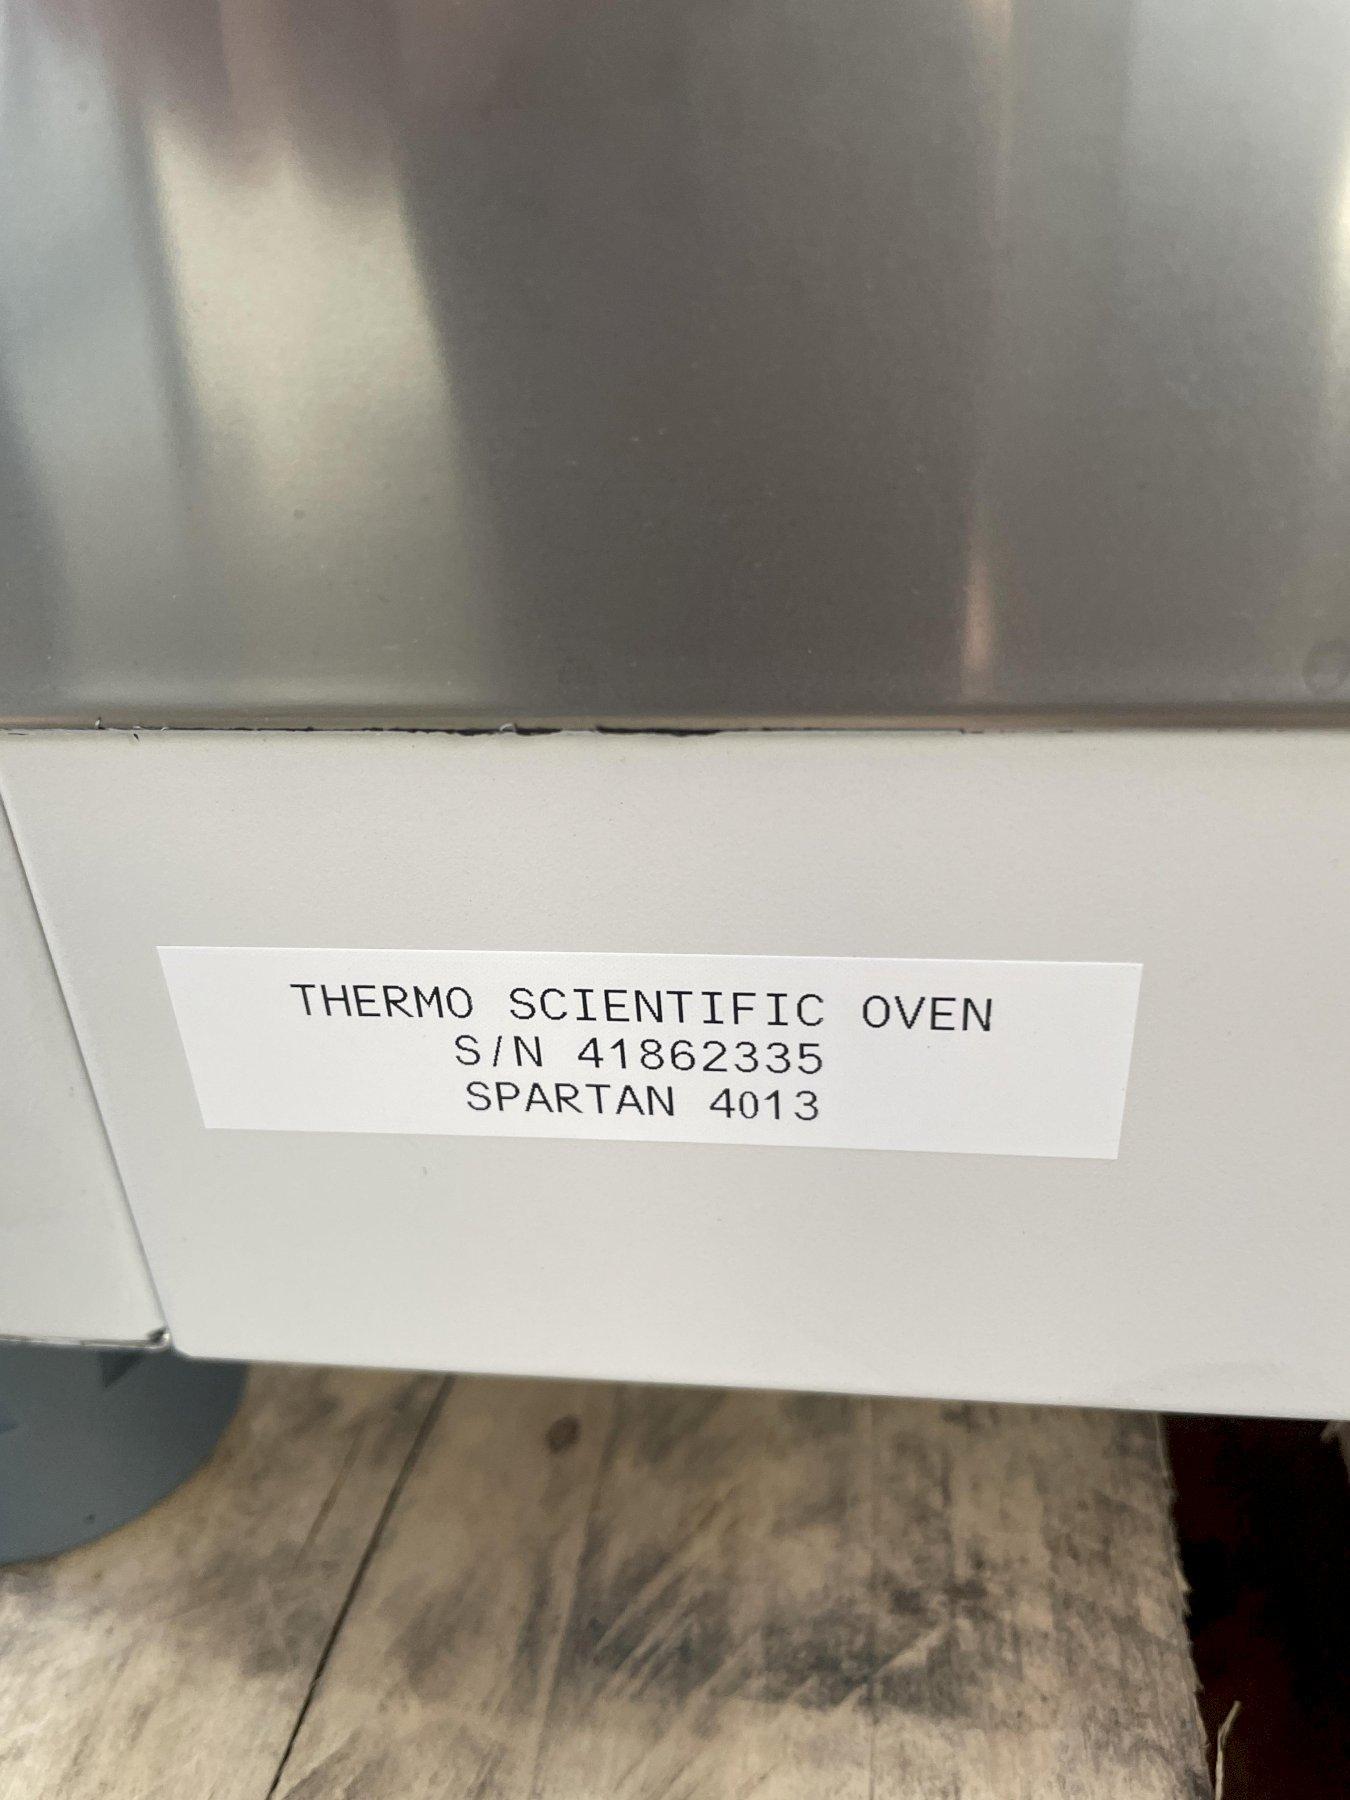 THERMO SCIENTIFIC OVEN
S/N 41862335
SPARTAN 4013